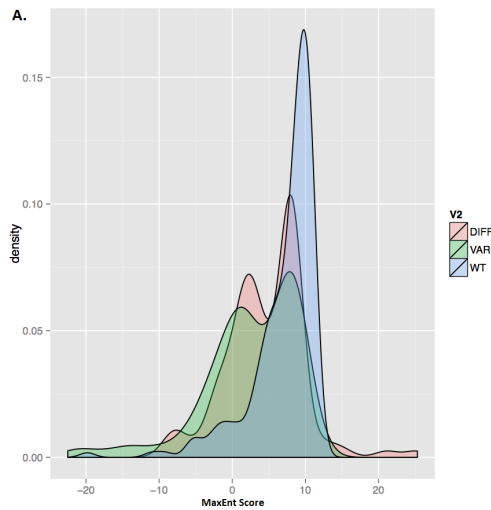 A.
0.15
0.10
0.05
0.00
density
−20
−10
0
10
20
MaxEnt Score
V2
DIFF
VAR
WT